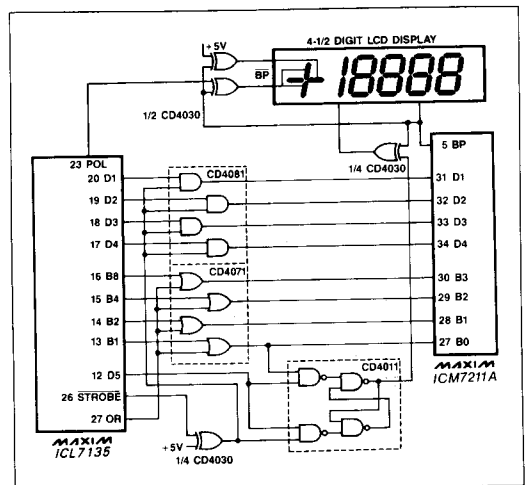 4-1/2 DIGIT LCD DISPLAY
+5V
BP
+18888
1/2 CD4030
1/4 CD4030
5 BP
23 POL
20 D1
CD4081
31 D1
19 D2
32 D2
18 D3
33 D3
17 D4
34 D4
16 B8
CD4071
30 B3
15 B4
29 B2
14 B2
28 B1
13 B1
27 B0
MAXIM
ICM7211A
12 D5
CD4011
26 STROBE
27 OR
+5V
1/4 CD4030
MAXIM
ICL7135